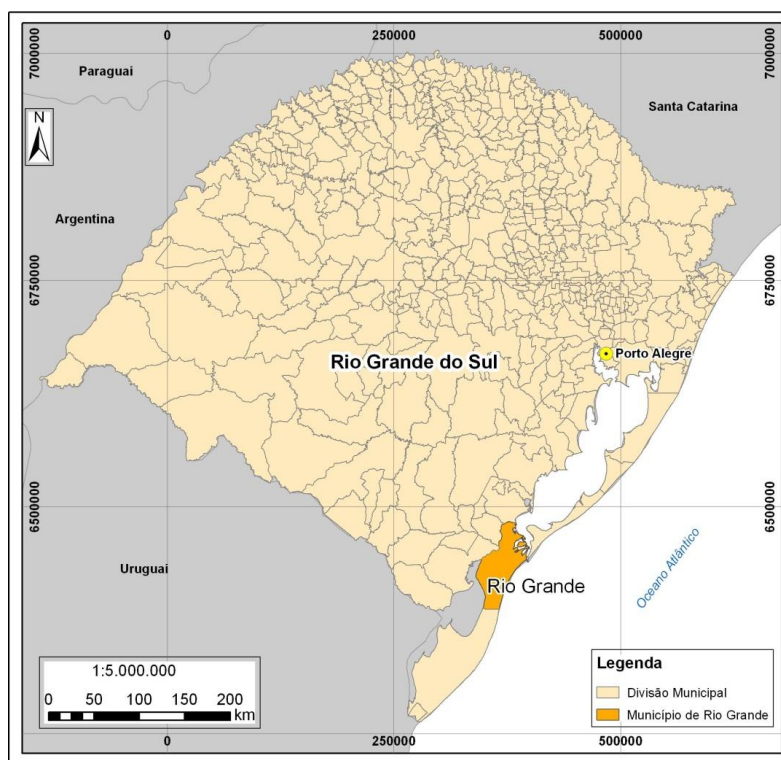 0
250000
500000
7000000
7000000
Paraguai
Santa Catarina
N
Argentina
6750000
6750000
Porto Alegre
Rio Grande do Sul
6500000
6500000
Uruguai
Oceano Atlântico
Rio Grande
1:5.000.000
0 50 100 150 200
km
Legenda
Divisão Municipal
Município de Rio Grande
0
250000
500000